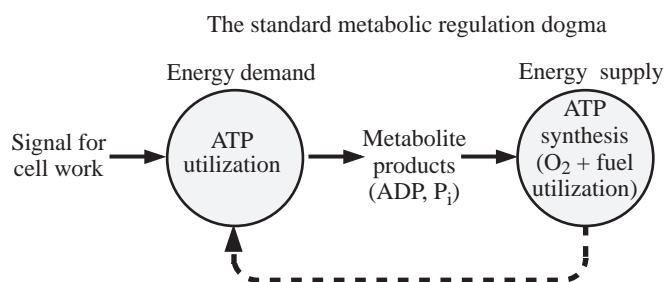 The standard metabolic regulation dogma
Energy demand
Energy supply
Signal for
cell work
ATP
utilization
Metabolite
products
(ADP, Pi)
ATP
synthesis
(O2 + fuel
utilization)